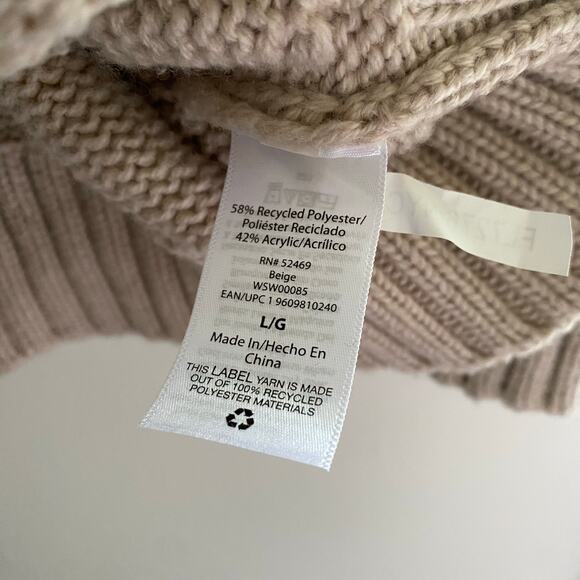 58% Recycled Polyester/
Poliéster Reciclado
42% Acrylic/Acrílico
RN# 52469
Beige
WSW00085
EAN/UPC 1 9609810240
L/G
Made In/Hecho En
China
THIS LABEL YARN IS MADE
OUT OF 100% RECYCLED
POLYESTER MATERIALS